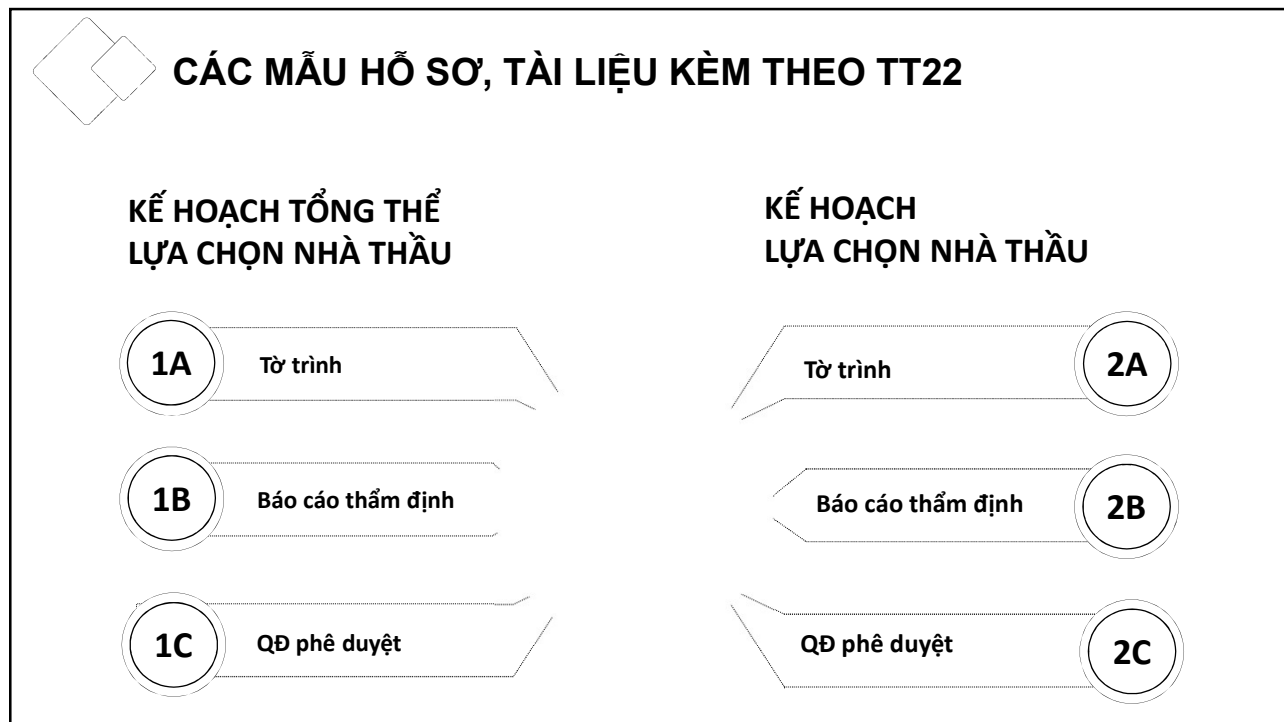 CÁC MẪU HỒ SƠ, TÀI LIỆU KÈM THEO TT22
KẾ HOẠCH TỔNG THỂ
LỰA CHỌN NHÀ THẦU
1A
Tờ trình
1B
Báo cáo thẩm định
1C
QĐ phê duyệt
KẾ HOẠCH
LỰA CHỌN NHÀ THẦU
Tờ trình
2A
Báo cáo thẩm định
2B
QĐ phê duyệt
2C